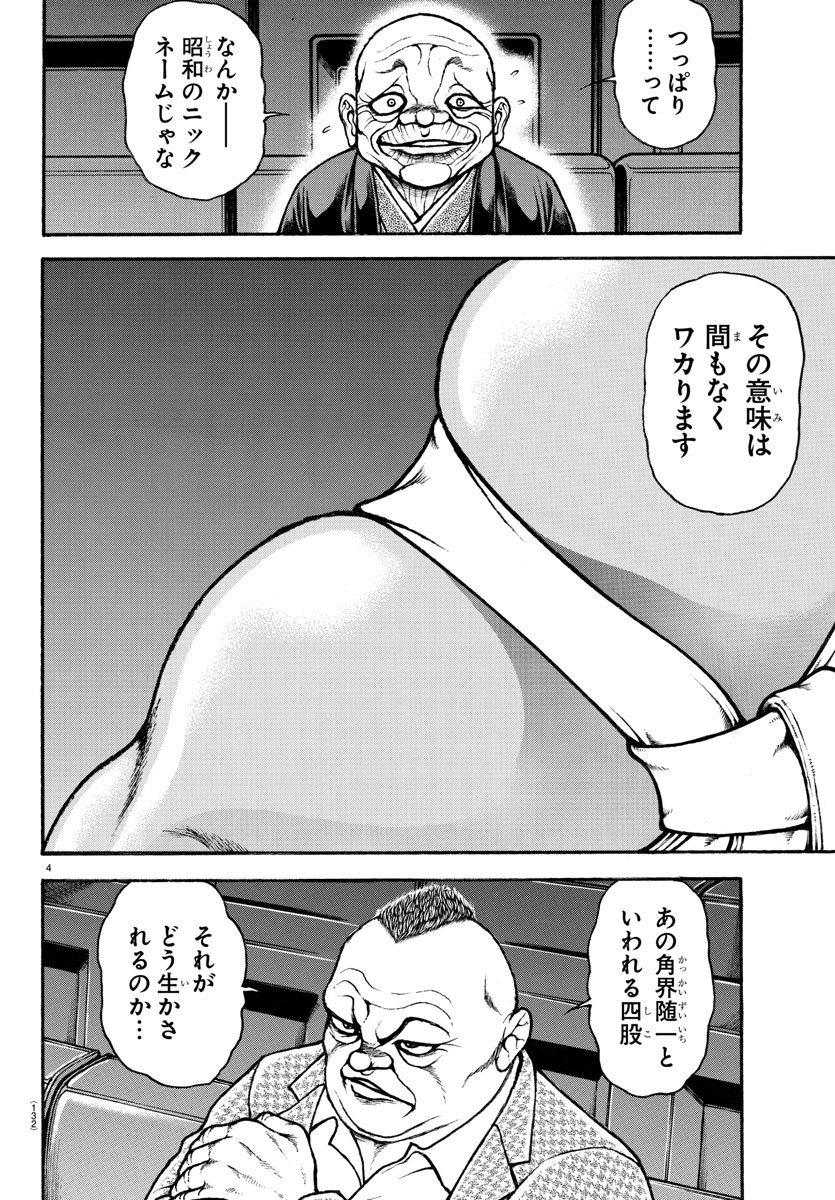 つっぱり
……って
なんか──
昭和のニック
ネームじゃな
その意味は
間もなく
ワカります
4
あの角界随一と
いわれる四股
それが
どう生かさ
れるのか…
(132)